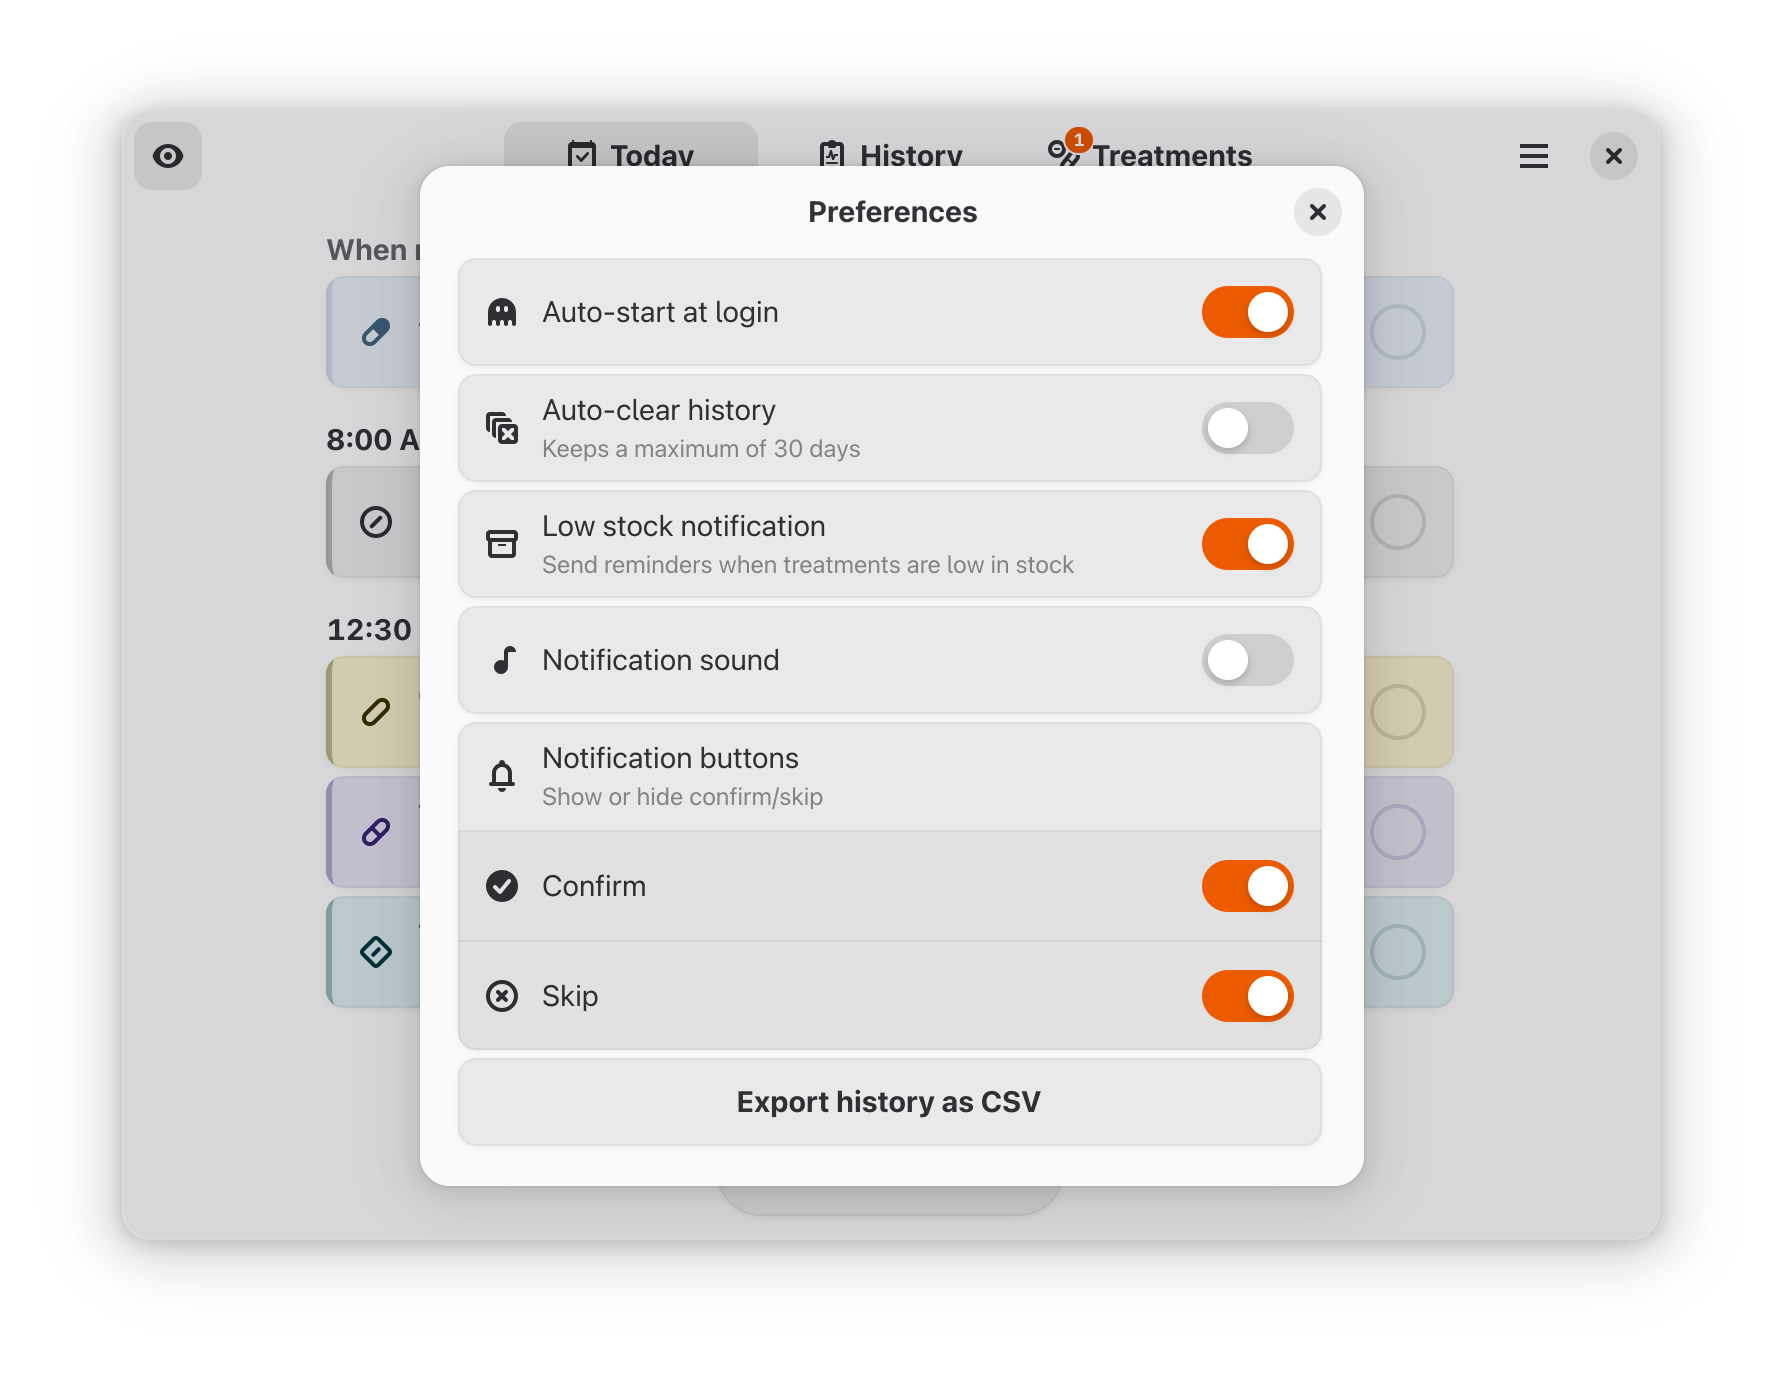 Today
History
1
Treatments
Preferences
When
Auto-start at login
Auto-clear history
Keeps a maximum of 30 days
8:00 A
Low stock notification
Send reminders when treatments are low in stock
12:30
Notification sound
Notification buttons
Show or hide confirm/skip
Confirm
Skip
Export history as CSV